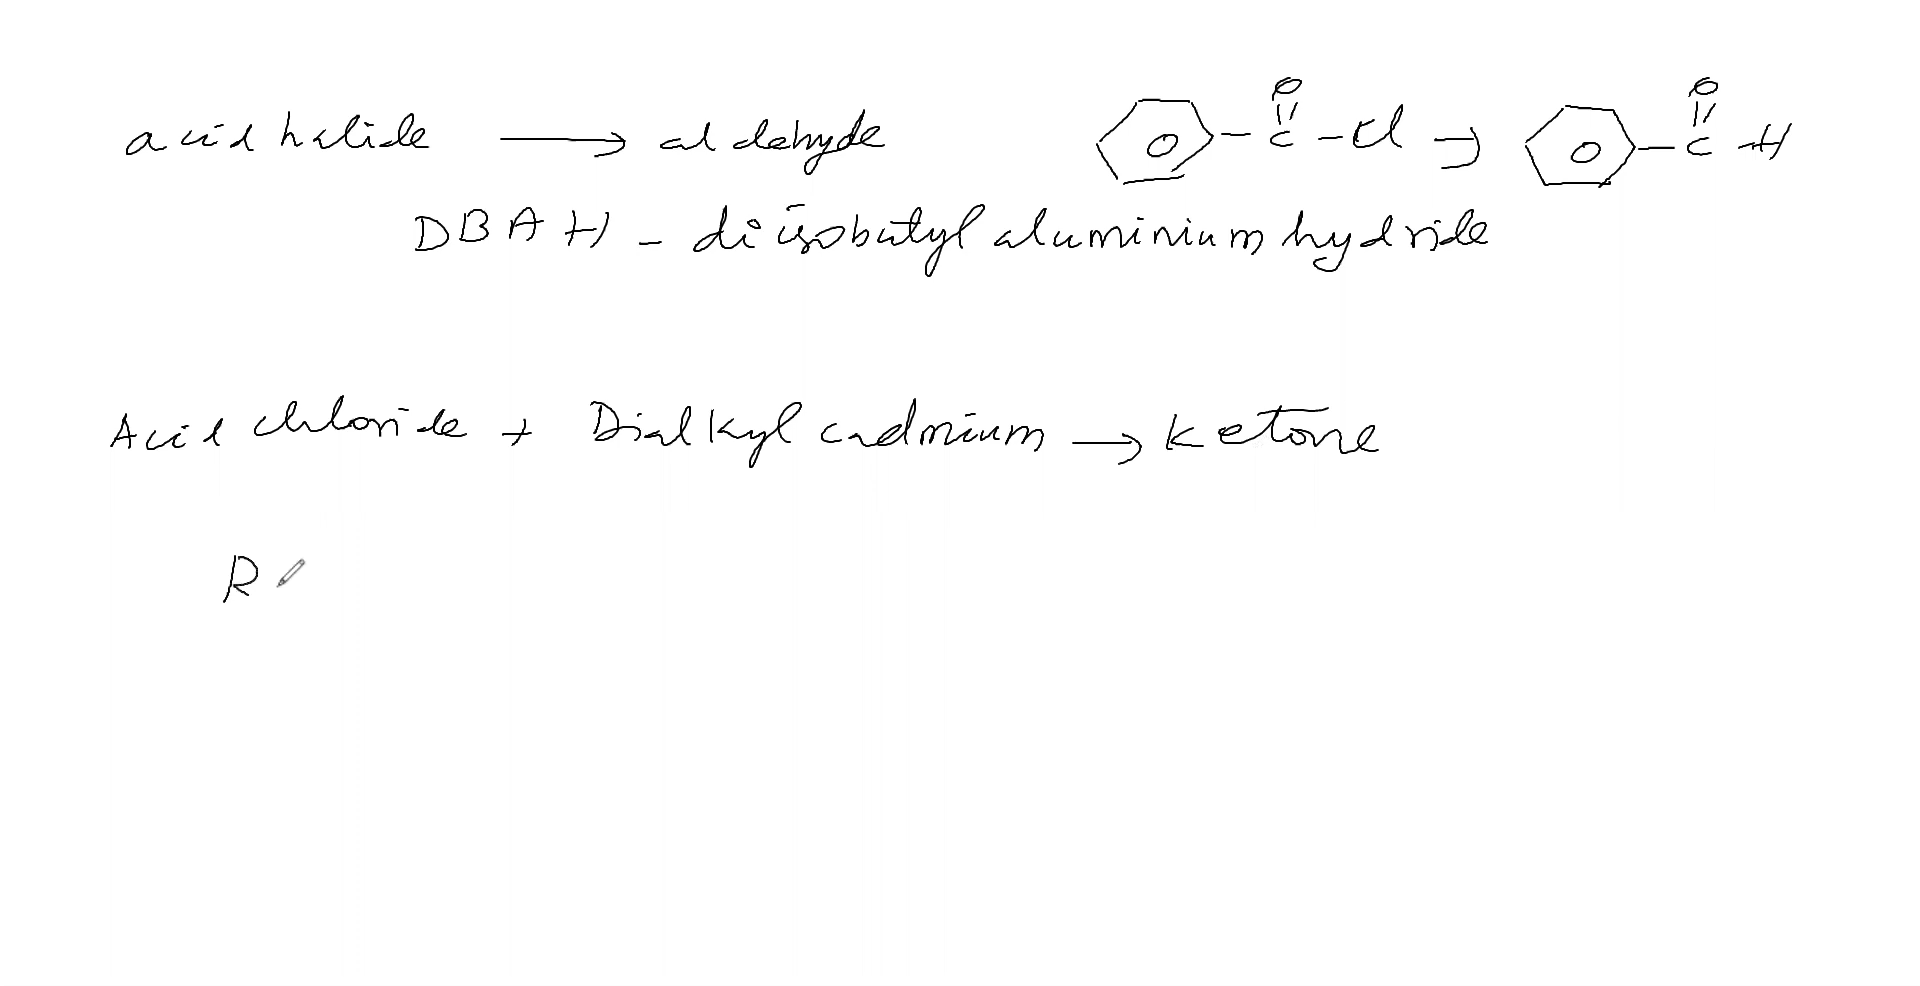 acid halide → aldehyde O || C - Cl → O || C - H
DBAH - diisobutyl aluminium hydride
Acid chloride + Dialkyl cadmium → Ketone
R